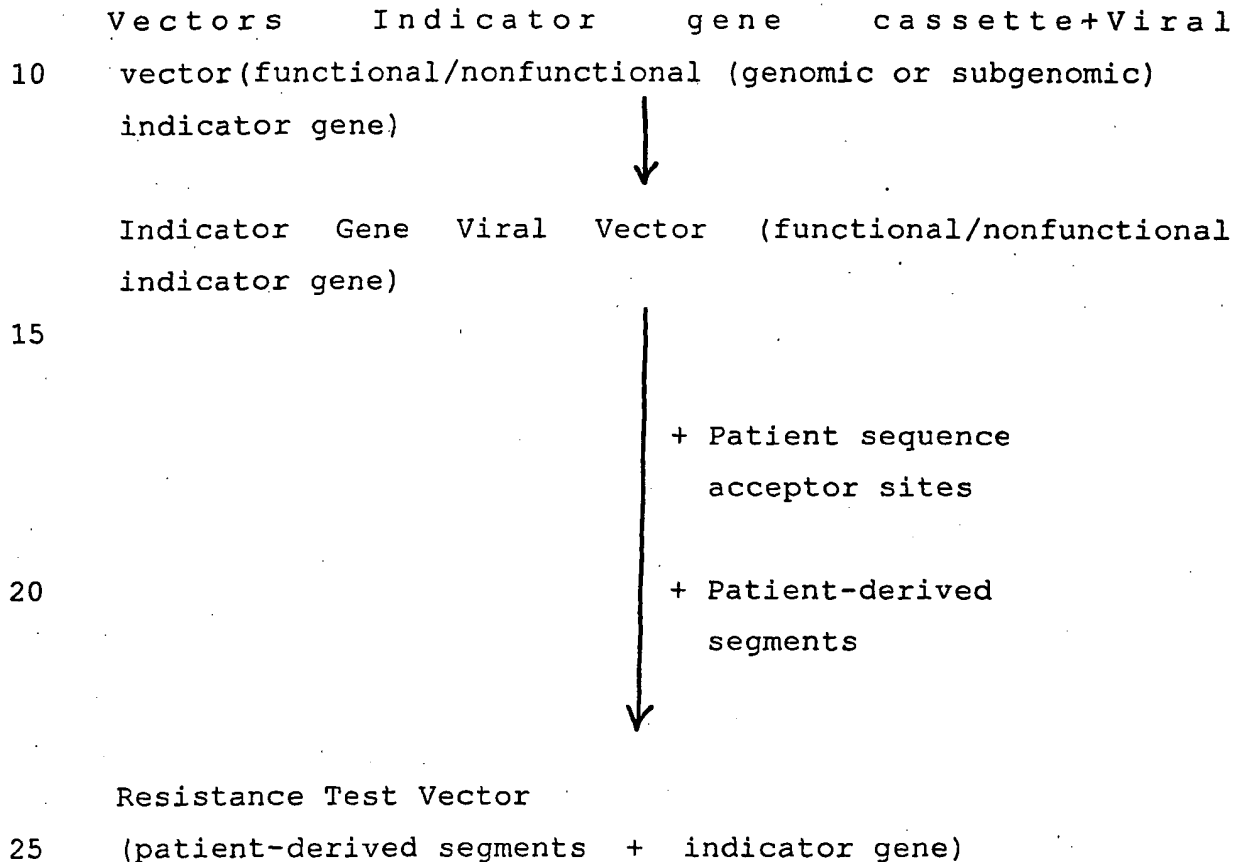 Vectors Indicator gene cassette+Viral
10 vector(functional/nonfunctional (genomic or subgenomic)
indicator gene)
Indicator Gene Viral Vector (functional/nonfunctional
indicator gene)
15
+ Patient sequence
acceptor sites
20 + Patient-derived
segments
Resistance Test Vector
25 (patient-derived segments + indicator gene)